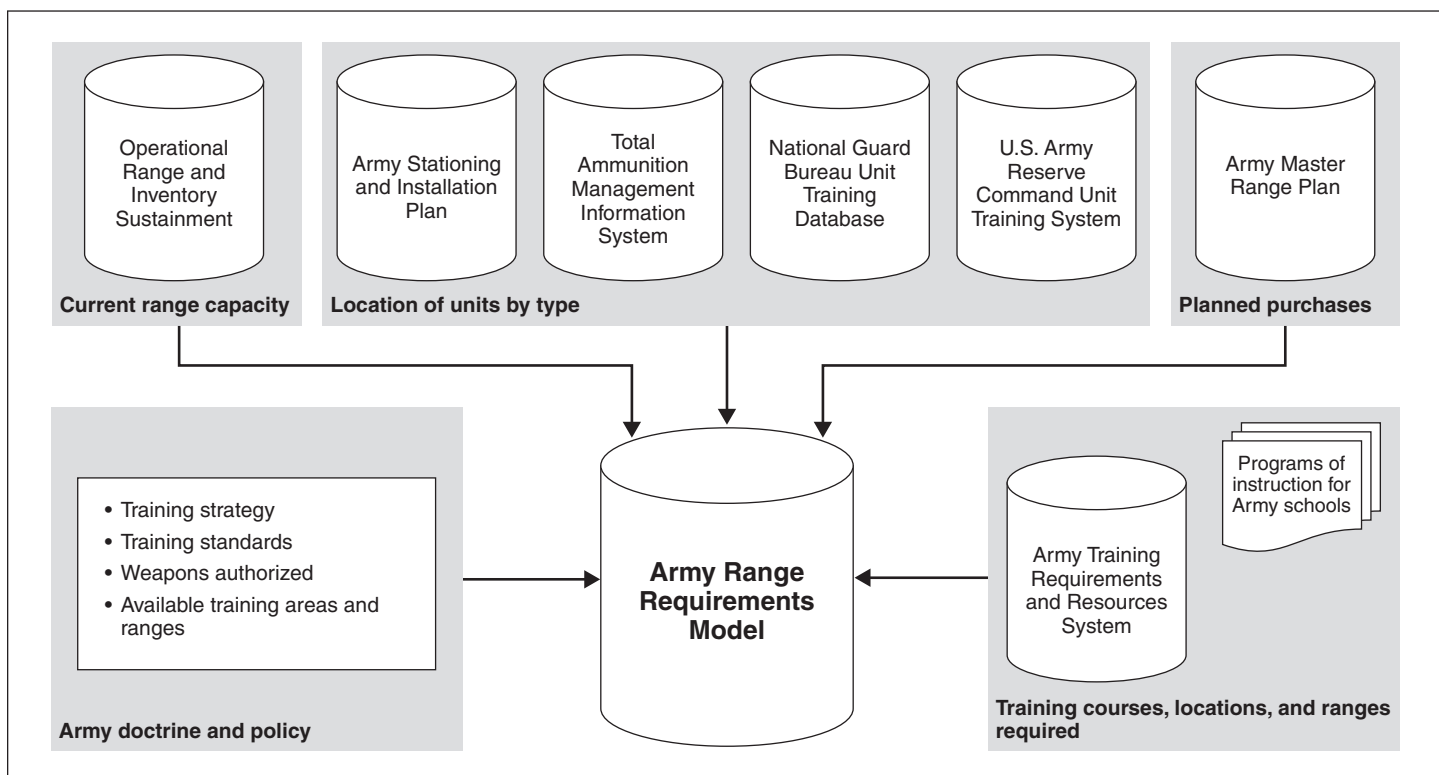 Operational
Range and
Inventory
Sustainment
Current range capacity
Army Stationing
and Installation
Plan
Total
Ammunition
Management
Information
System
National Guard
Bureau Unit
Training
Database
U.S. Army
Reserve
Command Unit
Training System
Location of units by type
Army Master
Range Plan
Planned purchases
• Training strategy
• Training standards
• Weapons authorized
• Available training areas and
ranges
Army doctrine and policy
Army Range
Requirements
Model
Programs of
instruction for
Army schools
Army Training
Requirements
and Resources
System
Training courses, locations, and ranges
required